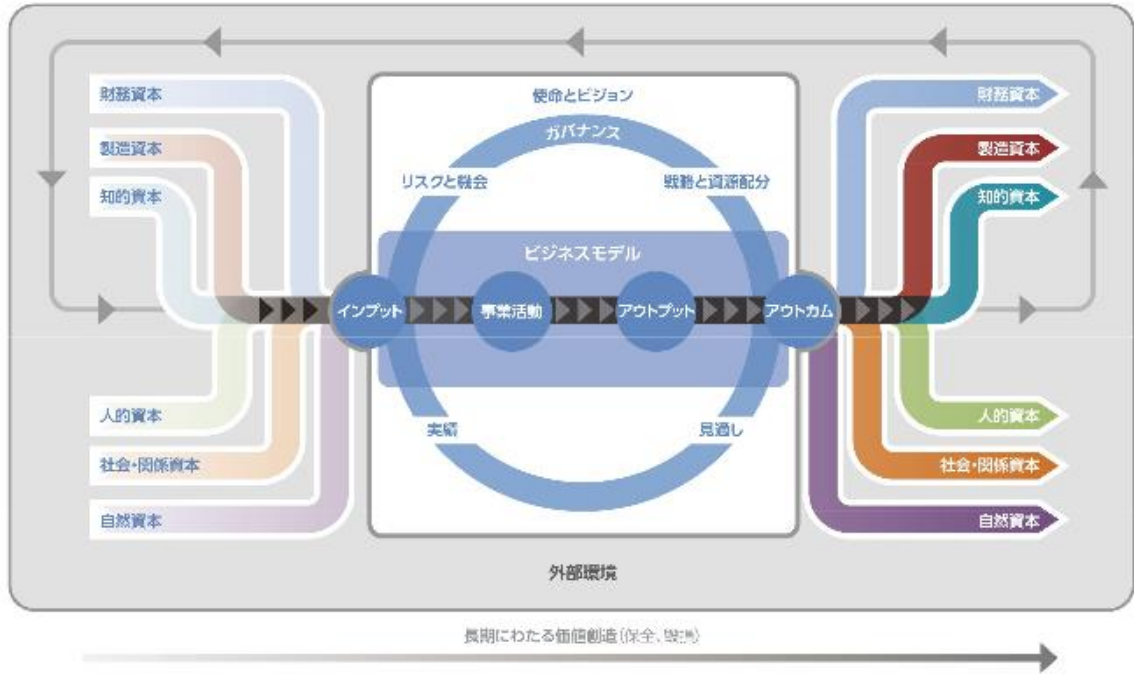 財務資本
製造資本
知的資本
人的資本
社会・関係資本
自然資本
使命とビジョン
ガバナンス
リスクと機会
戦略と資源配分
ビジネスモデル
インプット
事業活動
アウトプット
アウトカム
実績
見通し
財務資本
製造資本
知的資本
人的資本
社会・関係資本
自然資本
外部環境
長期にわたる価値創造(保全、毀損)